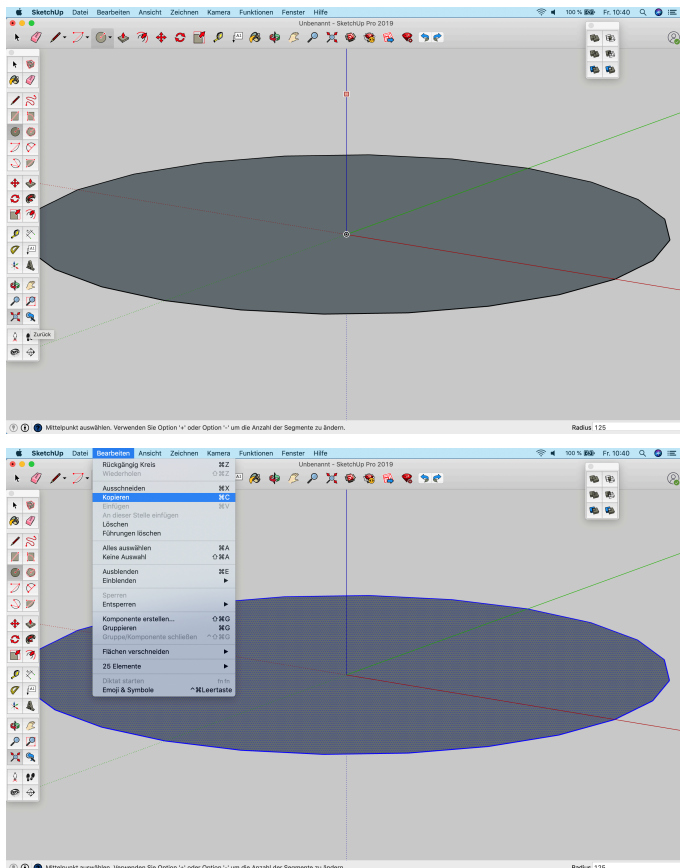 SketchUp Datei Bearbeiten Ansicht Zeichnen Kamera Funktionen Fenster Hilfe 100 % Fr. 10:40
Unbenannt - SketchUp Pro 2019
A1
A1
Zurück
Mittelpunkt auswählen. Verwenden Sie Option '+' oder Option '-' um die Anzahl der Segmente zu ändern. Radius 125
SketchUp Datei Bearbeiten Ansicht Zeichnen Kamera Funktionen Fenster Hilfe 100 % Fr. 10:40
Unbenannt - SketchUp Pro 2019
Rückgängig Kreis ⌘Z
Wiederholen ⇧⌘Z
Ausschneiden ⌘X
Kopieren ⌘C
Einfügen ⌘V
An dieser Stelle einfügen
Löschen
Führungen löschen
Alles auswählen ⌘A
Keine Auswahl ⇧⌘A
Ausblenden ⌘E
Einblenden
Sperren
Entsperren
Komponente erstellen... ⇧⌘G
Gruppieren ⌘G
Gruppe/Komponente schließen ^⇧⌘G
Flächen verschneiden
25 Elemente
Diktat starten fn fn
Emoji & Symbole ^⌘Leertaste
A1
Mittelpunkt auswählen. Verwenden Sie Option '+' oder Option '-' um die Anzahl der Segmente zu ändern. Radius 125